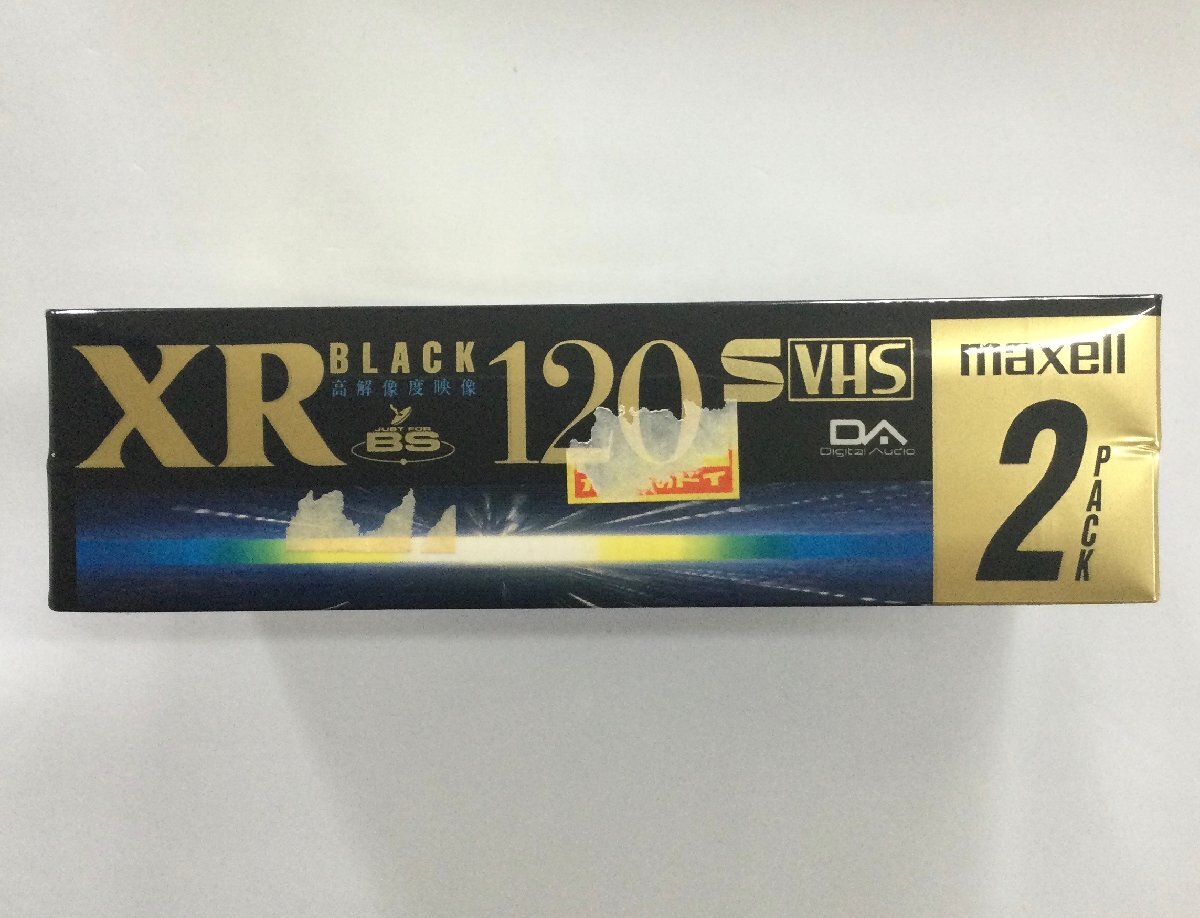 XR BLACK 120 S VHS
高解像度映像
JUST FOR
BS
DA
Digital Audio
maxell
2
PACK